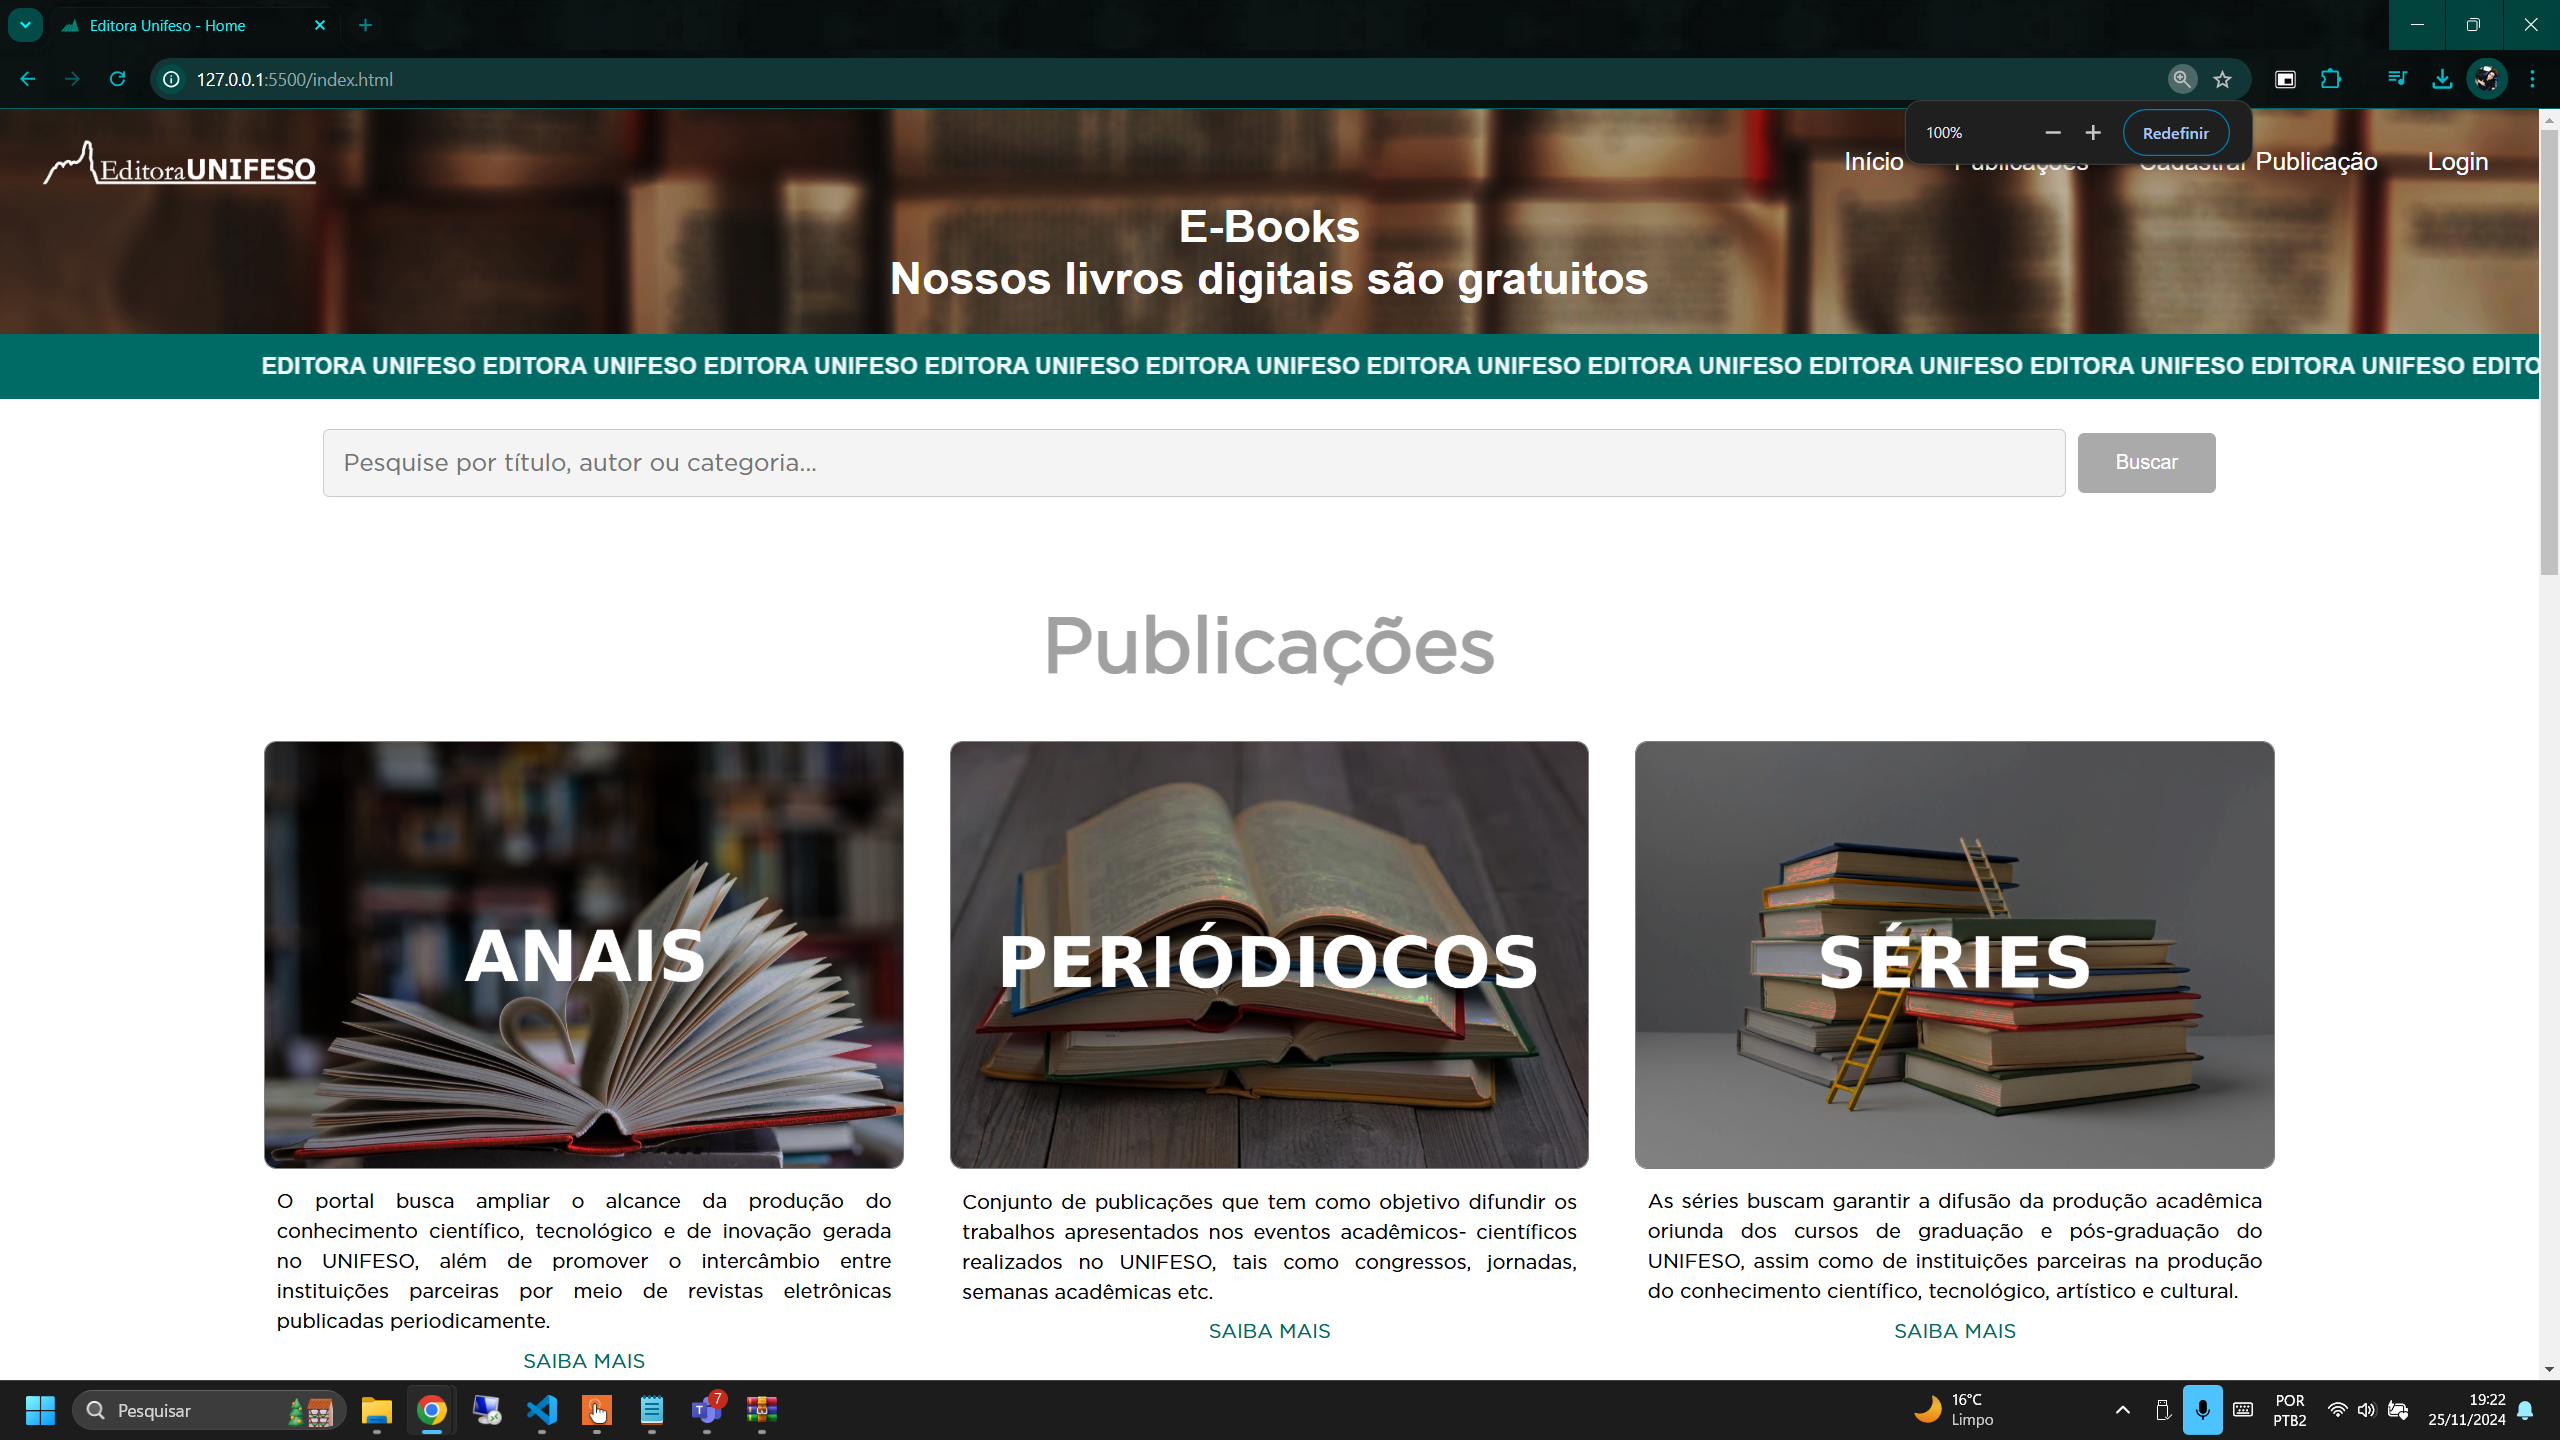 Editora Unifeso - Home
127.0.0.1:5500/index.html
100%
Redefinir
EditoraUNIFESO
Início
Publicações
Cadastrar Publicação
Login
E-Books
Nossos livros digitais são gratuitos
EDITORA UNIFESO EDITORA UNIFESO EDITORA UNIFESO EDITORA UNIFESO EDITORA UNIFESO EDITORA UNIFESO EDITORA UNIFESO EDITORA UNIFESO EDITORA UNIFESO EDITORA UNIFESO EDITO
Pesquise por título, autor ou categoria...
Buscar
Publicações
ANAIS
O portal busca ampliar o alcance da produção do
conhecimento científico, tecnológico e de inovação gerada
no UNIFESO, além de promover o intercâmbio entre
instituições parceiras por meio de revistas eletrônicas
publicadas periodicamente.
SAIBA MAIS
PERIÓDIOCOS
Conjunto de publicações que tem como objetivo difundir os
trabalhos apresentados nos eventos acadêmicos- científicos
realizados no UNIFESO, tais como congressos, jornadas,
semanas acadêmicas etc.
SAIBA MAIS
SÉRIES
As séries buscam garantir a difusão da produção acadêmica
oriunda dos cursos de graduação e pós-graduação do
UNIFESO, assim como de instituições parceiras na produção
do conhecimento científico, tecnológico, artístico e cultural.
SAIBA MAIS
Pesquisar
7
16°C
Limpo
POR
PTB2
19:22
25/11/2024